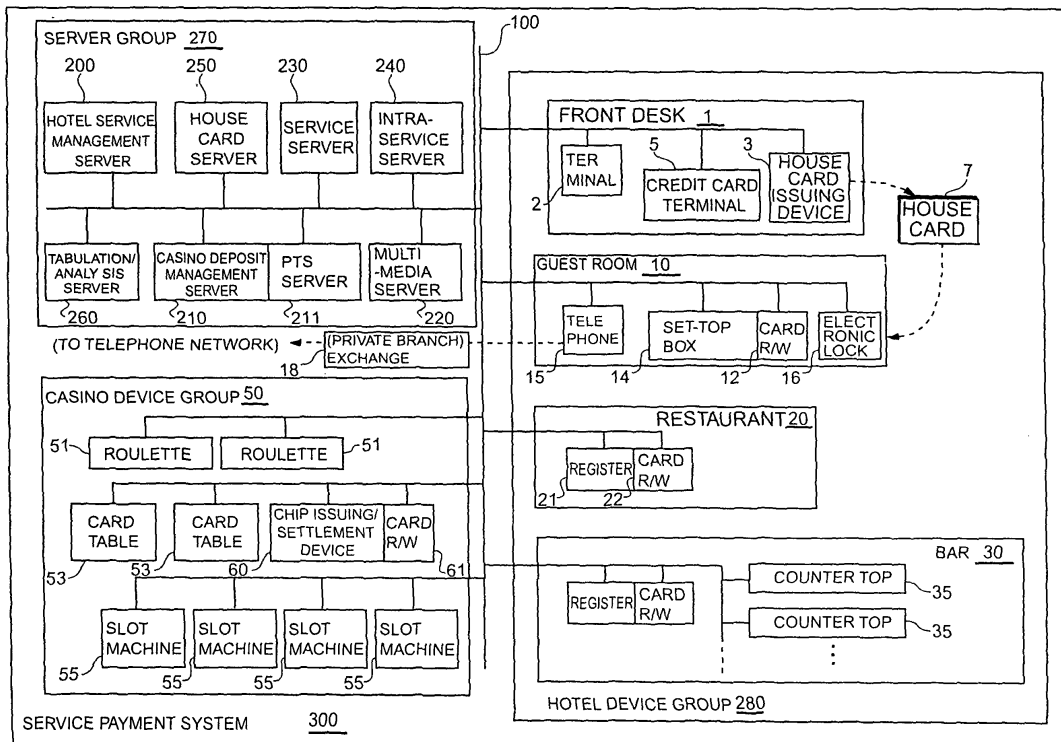 100
SERVER GROUP 270
200
250
230
240
HOTEL SERVICE
MANAGEMENT
SERVER
HOUSE
CARD
SERVER
SERVICE
SERVER
INTRA-
SERVICE
SERVER
TABULATION/
ANALYSIS
SERVER
CASINO DEPOSIT
MANAGEMENT
SERVER
PTS
SERVER
MULTI
-MEDIA
SERVER
260
210
211
220
(TO TELEPHONE NETWORK)
(PRIVATE BRANCH)
EXCHANGE
18
CASINO DEVICE GROUP 50
51
ROULETTE
ROULETTE
51
CARD
TABLE
CARD
TABLE
CHIP ISSUING/
SETTLEMENT
DEVICE
CARD
R/W
53
53
60
61
SLOT
MACHINE
SLOT
MACHINE
SLOT
MACHINE
SLOT
MACHINE
55
55
55
55
SERVICE PAYMENT SYSTEM 300
FRONT DESK 1
5
3
TER
MINAL
2
CREDIT CARD
TERMINAL
HOUSE
CARD
ISSUING
DEVICE
7
HOUSE
CARD
GUEST ROOM 10
TELE
PHONE
SET-TOP
BOX
CARD
R/W
ELECT
RONIC
LOCK
15
14
12
16
RESTAURANT 20
REGISTER
CARD
R/W
21
22
BAR 30
REGISTER
CARD
R/W
COUNTER TOP
35
COUNTER TOP
35
HOTEL DEVICE GROUP 280